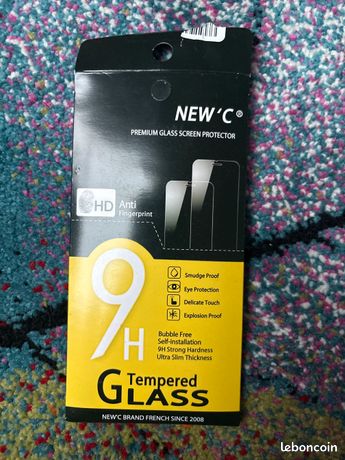 NEW'C®
PREMIUM GLASS SCREEN PROTECTOR
HD
Anti
Fingerprint
9H
Smudge Proof
Eye Protection
Delicate Touch
Explosion Proof
Bubble Free
Self-installation
9H Strong Hardness
Ultra Slim Thickness
Tempered
GLASS
NEW'C BRAND FRENCH SINCE 2008
leboncoin